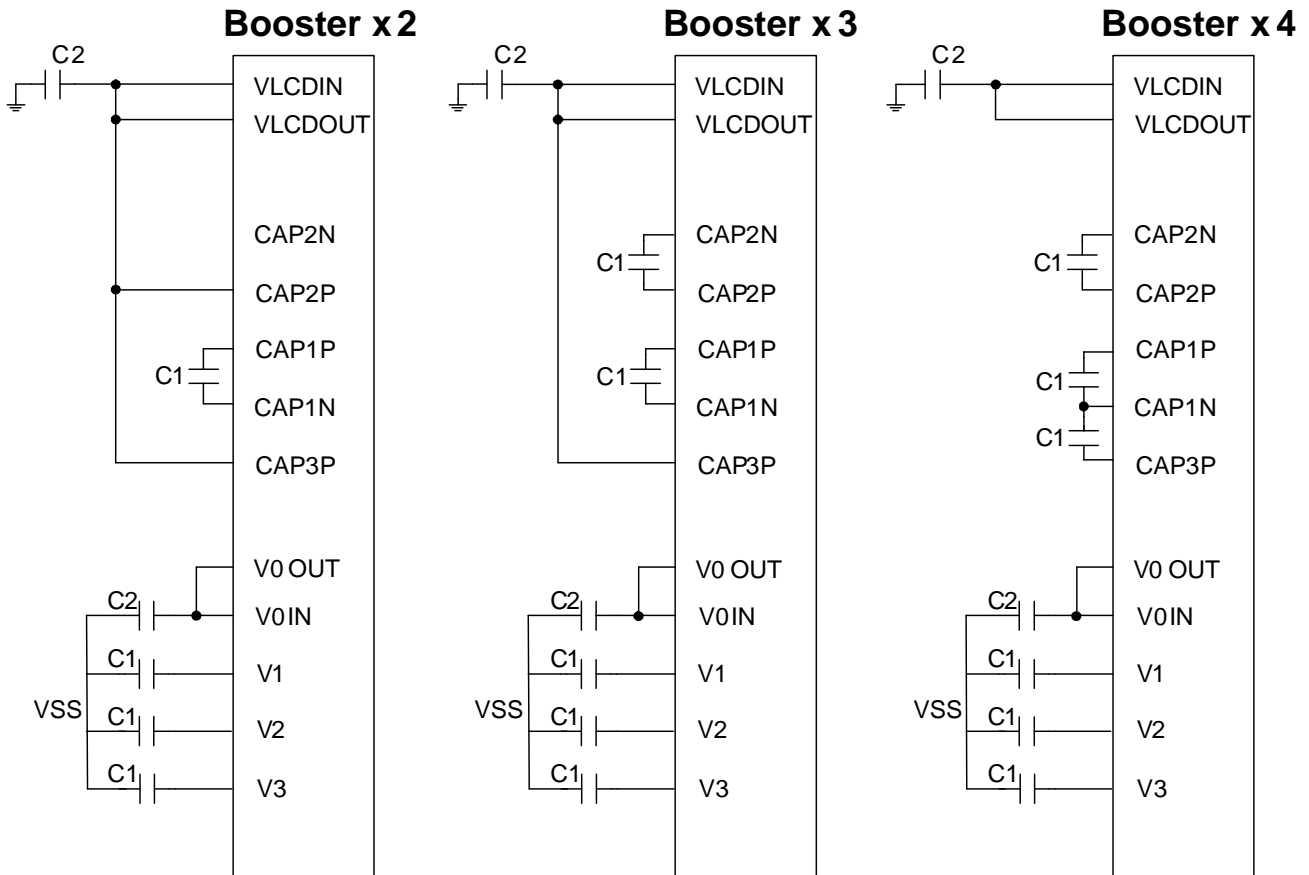 Booster x 2
C2
VLCDIN
VLCDOUT
CAP2N
CAP2P
CAP1P
C1
CAP1N
CAP3P
V0 OUT
C2
V0IN
C1
V1
VSS
C1
V2
C1
V3
Booster x 3
C2
VLCDIN
VLCDOUT
CAP2N
C1
CAP2P
CAP1P
C1
CAP1N
CAP3P
V0 OUT
C2
V0IN
C1
V1
VSS
C1
V2
C1
V3
Booster x 4
C2
VLCDIN
VLCDOUT
CAP2N
C1
CAP2P
CAP1P
C1
CAP1N
C1
CAP3P
V0 OUT
C2
V0IN
C1
V1
VSS
C1
V2
C1
V3